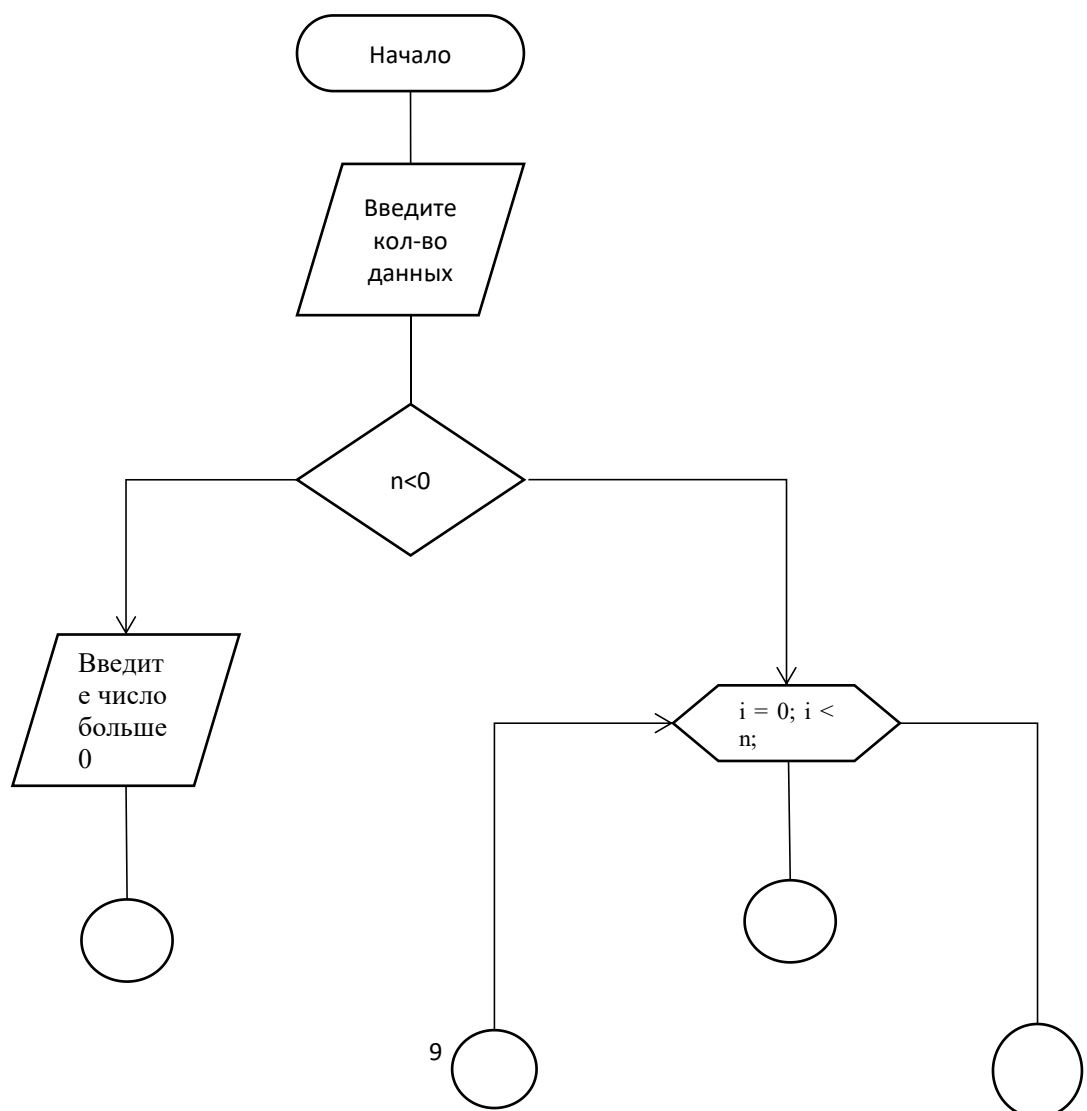 Начало
Введите
кол-во
данных
n<0
Введит
е число
больше
0
i = 0; i <
n;
9